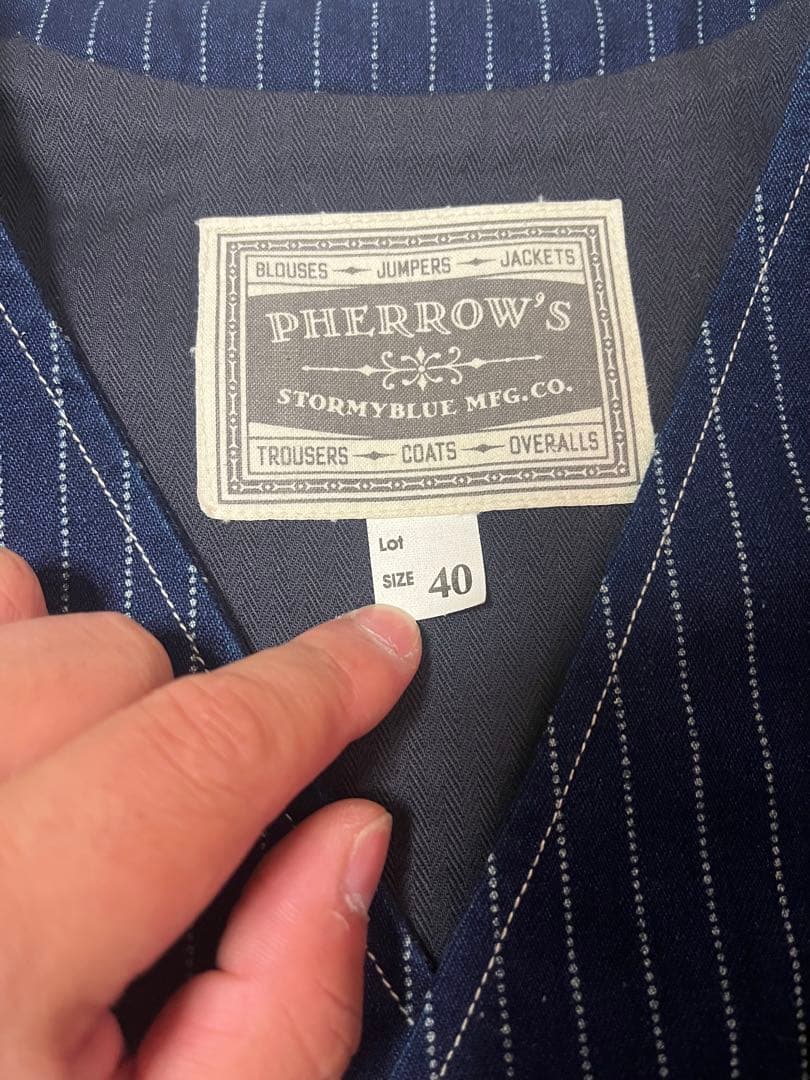 BLOUSES JUMPERS JACKETS
PHERROW'S
STORMYBLUE MFG.CO.
TROUSERS COATS OVERALLS
Lot
SIZE 40